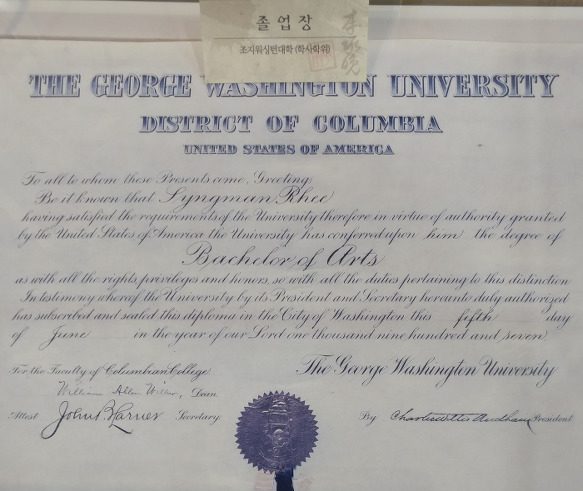 졸업장
조지워싱턴대학 (학사학위)
THE GEORGE WASHINGTON UNIVERSITY
DISTRICT OF COLUMBIA
UNITED STATES OF AMERICA
To all to whom these Presents come, Greeting:
Be it known that Syngman Rhee
having satisfied the requirements of the University therefore in virtue of authority granted
by the United States of America the University has conferred upon him the degree of
Bachelor of Arts
as with all the rights privileges and honors, so with all the duties pertaining to this distinction
In testimony whereof the University by its President and Secretary hereunto duly authorized
has subscribed and sealed this diploma in the City of Washington this fifth day
of June in the year of our Lord one thousand nine hundred and seven
For the Faculty of Columbian College The George Washington University
William Allen Wilbur, Dean
Attest John B Larner Secretary By President